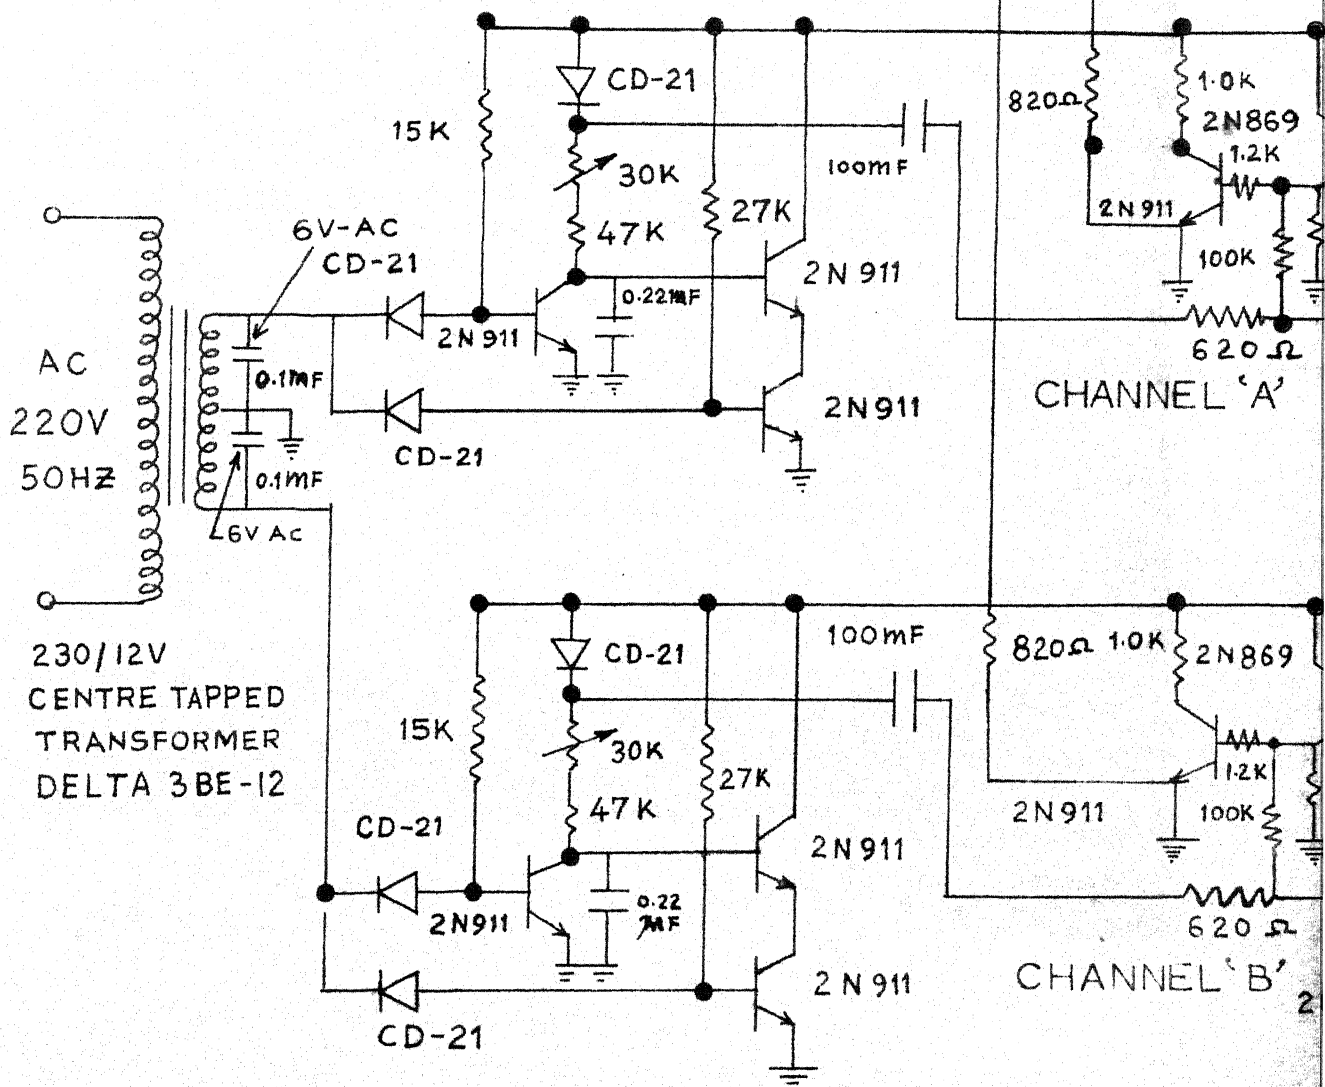 CD-21
15K
30K
47K
27K
100mF
820Ω
1.0K
2N869
1.2K
2N911
100K
620Ω
CHANNEL 'A'
6V-AC
CD-21
2N911
0.22mF
2N911
2N911
CD-21
0.1mF
0.1mF
6V Ac
AC
220V
50HZ
230/12V
CENTRE TAPPED
TRANSFORMER
DELTA 3BE-12
CD-21
15K
30K
47K
27K
100mF
820Ω
1.0K
2N869
1.2K
2N911
100K
620Ω
CHANNEL 'B'
2
CD-21
2N911
0.22
MF
2N911
2N911
CD-21